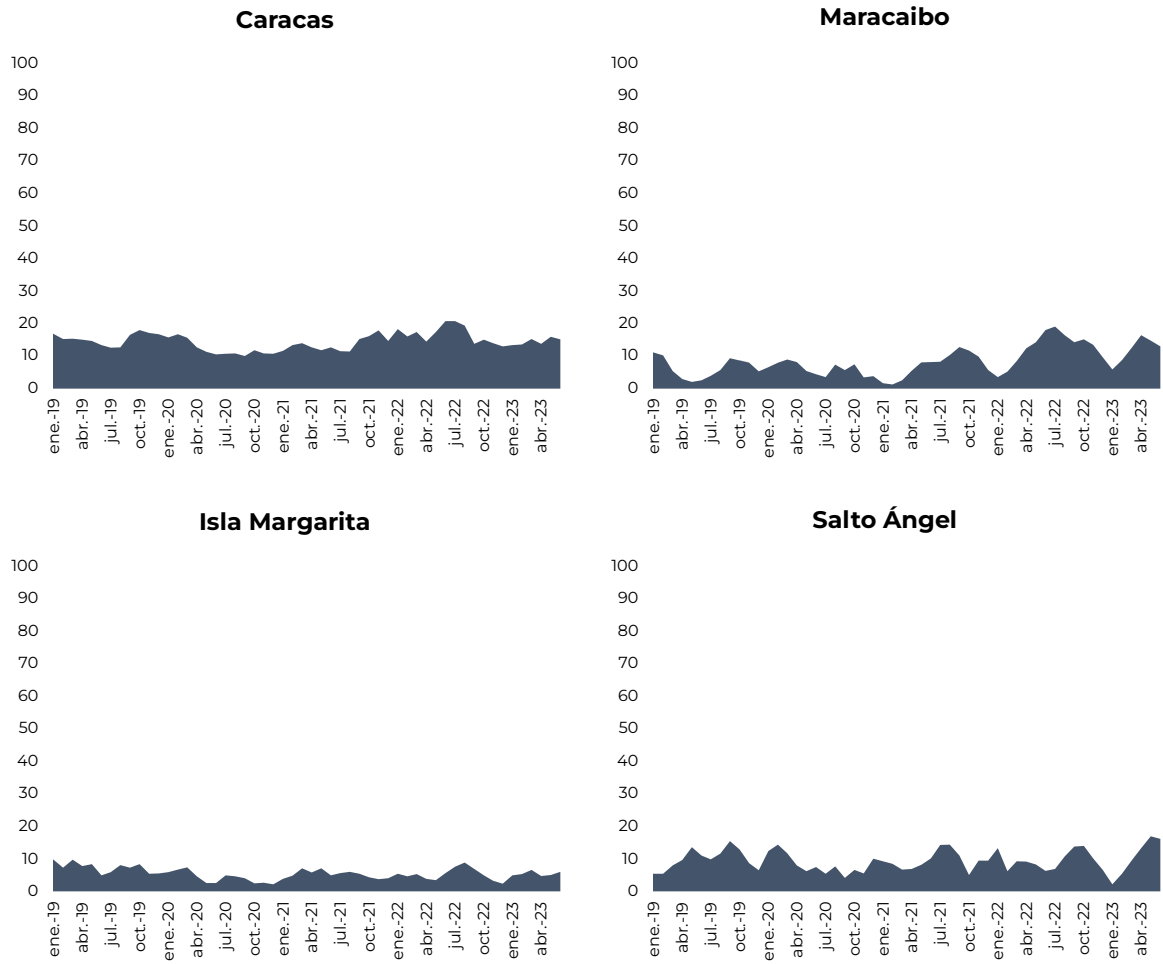 Caracas
100
90
80
70
60
50
40
30
20
10
0
ene.-19
abr.-19
jul.-19
oct.-19
ene.-20
abr.-20
jul.-20
oct.-20
ene.-21
abr.-21
jul.-21
oct.-21
ene.-22
abr.-22
jul.-22
oct.-22
ene.-23
abr.-23
Maracaibo
100
90
80
70
60
50
40
30
20
10
0
ene.-19
abr.-19
jul.-19
oct.-19
ene.-20
abr.-20
jul.-20
oct.-20
ene.-21
abr.-21
jul.-21
oct.-21
ene.-22
abr.-22
jul.-22
oct.-22
ene.-23
abr.-23
Isla Margarita
100
90
80
70
60
50
40
30
20
10
0
ene.-19
abr.-19
jul.-19
oct.-19
ene.-20
abr.-20
jul.-20
oct.-20
ene.-21
abr.-21
jul.-21
oct.-21
ene.-22
abr.-22
jul.-22
oct.-22
ene.-23
abr.-23
Salto Ángel
100
90
80
70
60
50
40
30
20
10
0
ene.-19
abr.-19
jul.-19
oct.-19
ene.-20
abr.-20
jul.-20
oct.-20
ene.-21
abr.-21
jul.-21
oct.-21
ene.-22
abr.-22
jul.-22
oct.-22
ene.-23
abr.-23